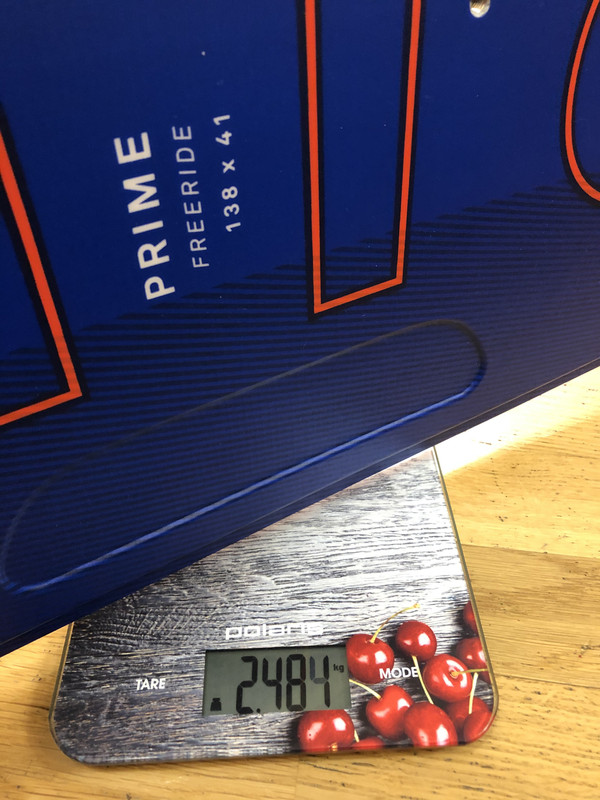 PRIME
FREERIDE
138 x 41
polaris
TARE
2.484 kg
MODE